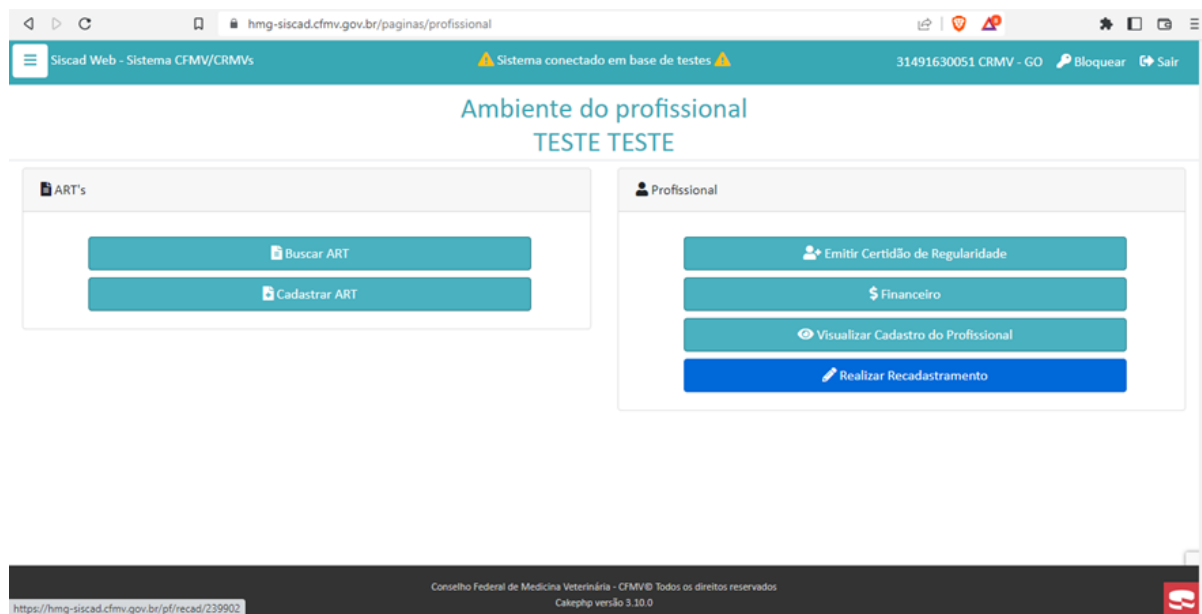 hmg-siscad.cfmv.gov.br/paginas/profissional
Siscad Web - Sistema CFMV/CRMVs
Sistema conectado em base de testes
31491630051 CRMV - GO
Bloquear
Sair
Ambiente do profissional
TESTE TESTE
ART's
Buscar ART
Cadastrar ART
Profissional
Emitir Certidão de Regularidade
Financeiro
Visualizar Cadastro do Profissional
Realizar Recadastramento
Conselho Federal de Medicina Veterinária - CFMV© Todos os direitos reservados
Cakephp versão 3.10.0
https://hmg-siscad.cfmv.gov.br/pf/recad/239902